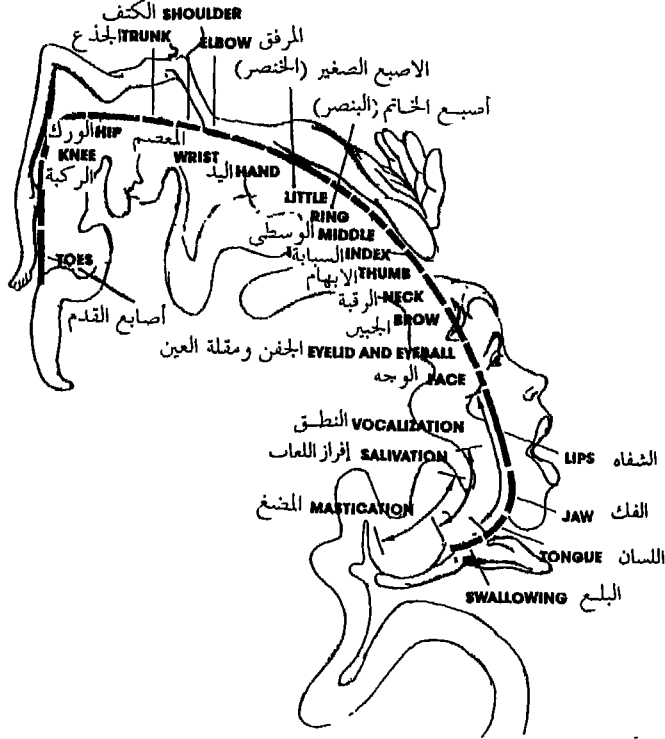 الكتف SHOULDER
الجذع TRUNK
ELBOW المرفق
الاصبع الصغير (الخنصر)
أصبع الخاتم (البنصر)
الورك HIP
المعصم
KNEE
WRIST
الركبة
اليد HAND
LITTLE
RING
الوسطى MIDDLE
السبابة INDEX
TOES
الابهام THUMB
أصابع القدم
الرقبة NECK
الجبين BROW
الجفن ومقلة العين EYELID AND EYEBALL
الوجه FACE
النطق VOCALIZATION
إفراز اللعاب SALIVATION
LIPS الشفاه
المضغ MASTICATION
JAW الفك
TONGUE اللسان
SWALLOWING البلع